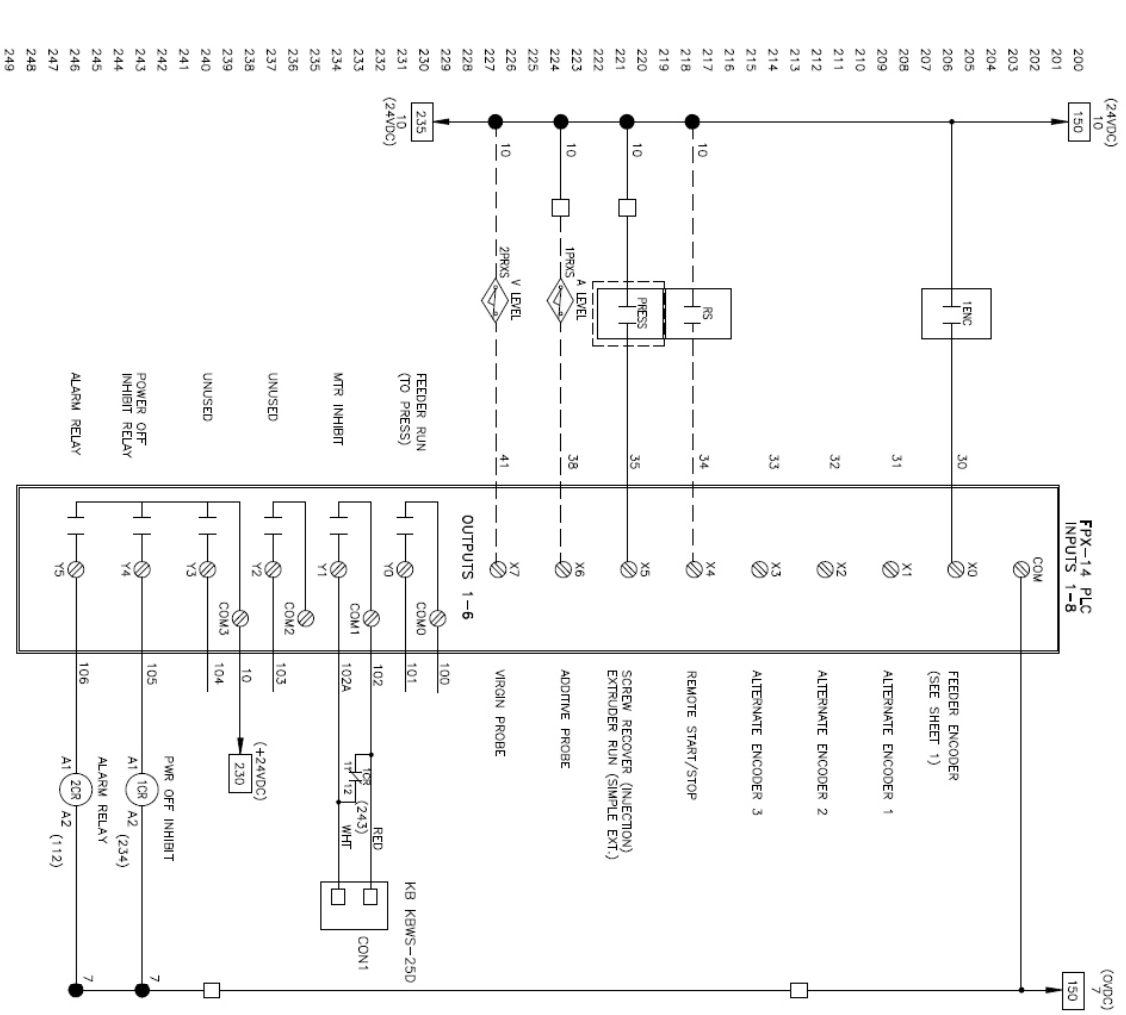 200
201
202
203
204
205
206
207
208
209
210
211
212
213
214
215
216
217
218
219
220
221
222
223
224
225
226
227
228
229
230
231
232
233
234
235
236
237
238
239
240
241
242
243
244
245
246
247
248
249
(24VDC)
10
150
(0VDC)
7
150
FPX-14 PLC
INPUTS 1-8
COM
1ENC
30
X0
FEEDER ENCODER
(SEE SHEET 1)
31
X1
ALTERNATE ENCODER 1
32
X2
ALTERNATE ENCODER 2
33
X3
ALTERNATE ENCODER 3
10
RS
34
X4
REMOTE START/STOP
10
PRESS
35
X5
SCREW RECOVER (INJECTION)
EXTRUDER RUN (SIMPLE EXT.)
10
A LEVEL
1PRXS
38
X6
ADDITIVE PROBE
10
V LEVEL
2PRXS
41
X7
VIRGIN PROBE
235
10
(24VDC)
OUTPUTS 1-6
FEEDER RUN
(TO PRESS)
COM0
100
Y0
101
MTR INHIBIT
COM1
102
Y1
102A
1CR
11
12
(243)
RED
WHT
KB KBWS-25D
CON1
UNUSED
COM2
Y2
103
UNUSED
COM3
10
(+24VDC)
230
Y3
104
POWER OFF
INHIBIT RELAY
Y4
105
PWR OFF INHIBIT
A1
1CR
A2
(234)
7
ALARM RELAY
Y5
106
ALARM RELAY
A1
2CR
A2
(112)
7